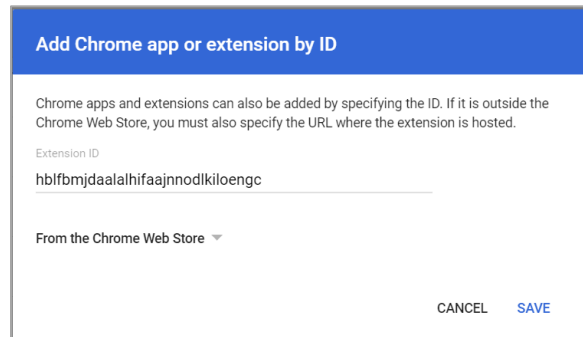 Add Chrome app or extension by ID
Chrome apps and extensions can also be added by specifying the ID. If it is outside the
Chrome Web Store, you must also specify the URL where the extension is hosted.
Extension ID
hblfbmjdaalalhifaajnnodlkiloengc
From the Chrome Web Store
CANCEL SAVE